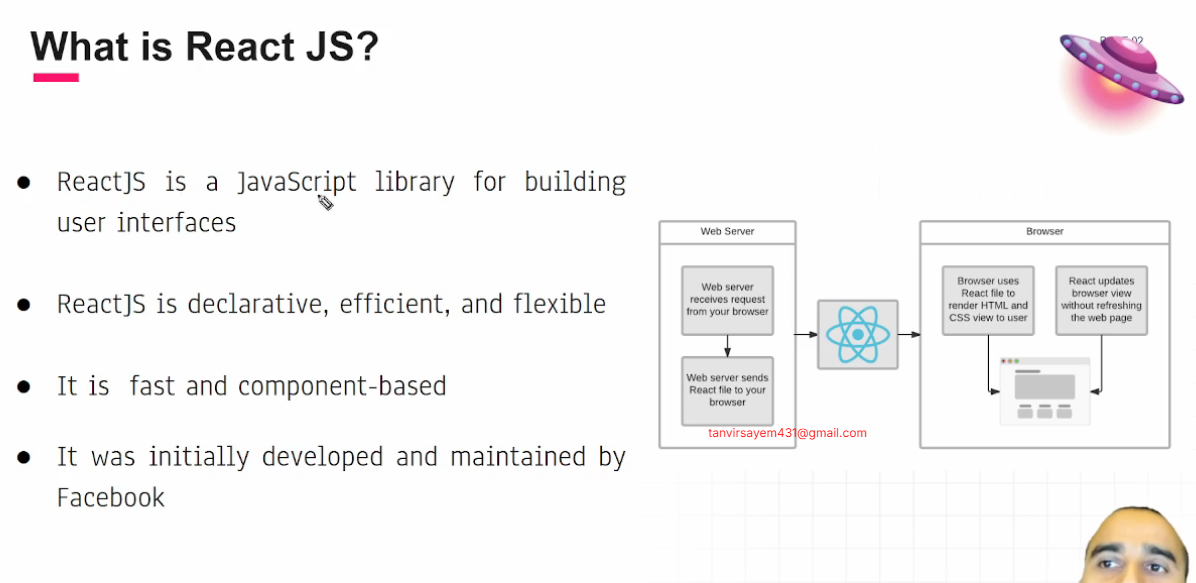 What is React JS?
ReactJS is a JavaScript library for building
user interfaces
ReactJS is declarative, efficient, and flexible
It is fast and component-based
It was initially developed and maintained by
Facebook
Web Server
Web server
receives request
from your browser
Web server sends
React file to your
browser
tanvirsayem431@gmail.com
Browser
Browser uses
React file to
render HTML and
CSS view to user
React updates
browser view
without refreshing
the web page